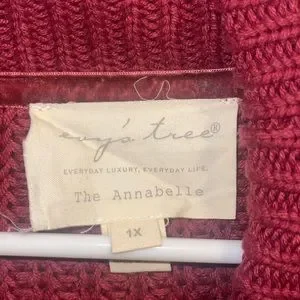 evy's tree®
EVERYDAY LUXURY, EVERYDAY LIFE.
The Annabelle
1X